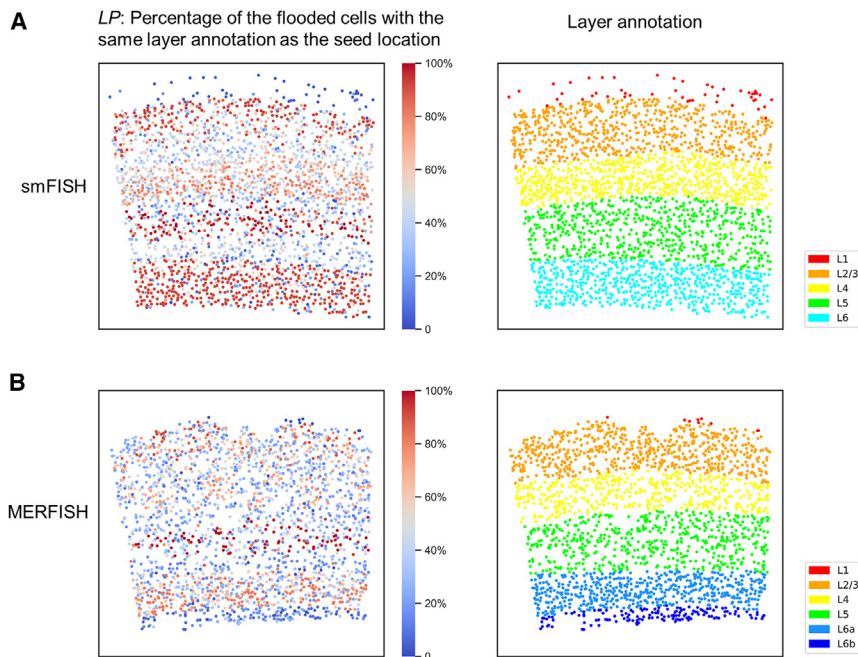 A
LP: Percentage of the flooded cells with the
same layer annotation as the seed location
Layer annotation
100%
80%
60%
40%
20%
0
smFISH
L1
L2/3
L4
L5
L6
B
100%
80%
60%
40%
20%
0
MERFISH
L1
L2/3
L4
L5
L6a
L6b